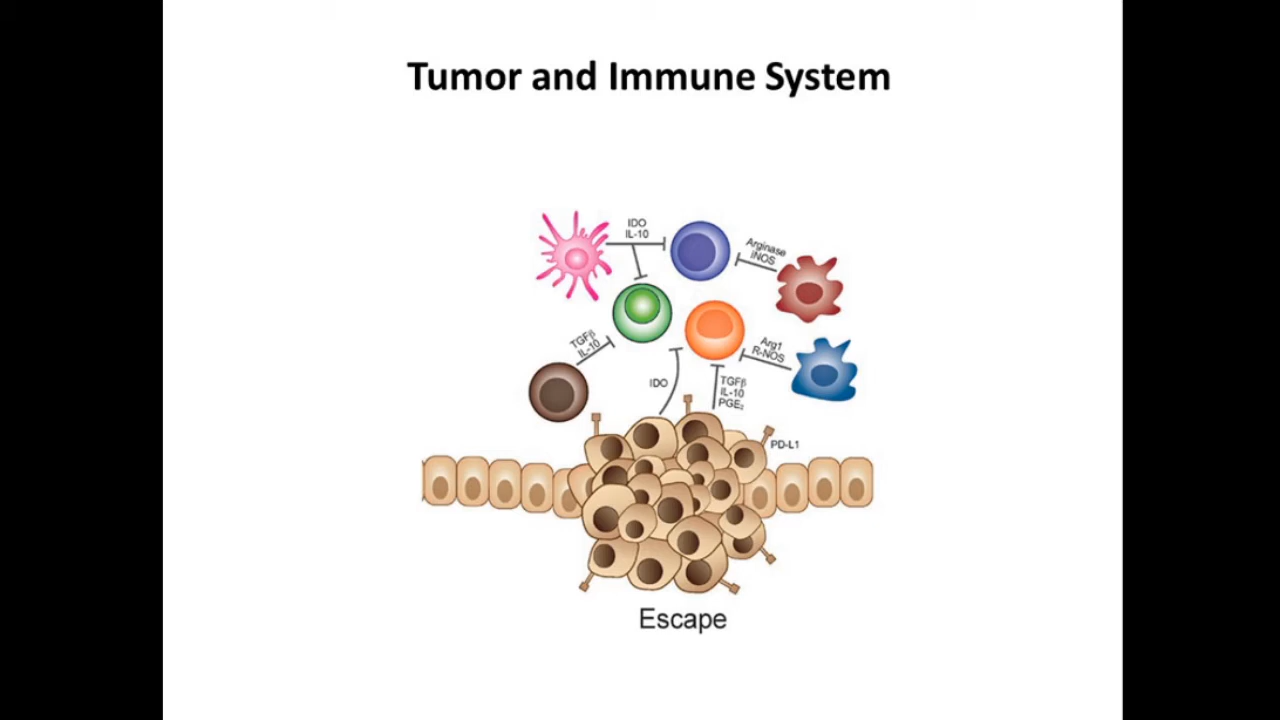 Tumor and Immune System
IDO
IL-10
Arginase
iNOS
TGFβ
IL-10
Arg1
R-NOS
IDO
TGFβ
IL-10
PGE₂
PD-L1
Escape